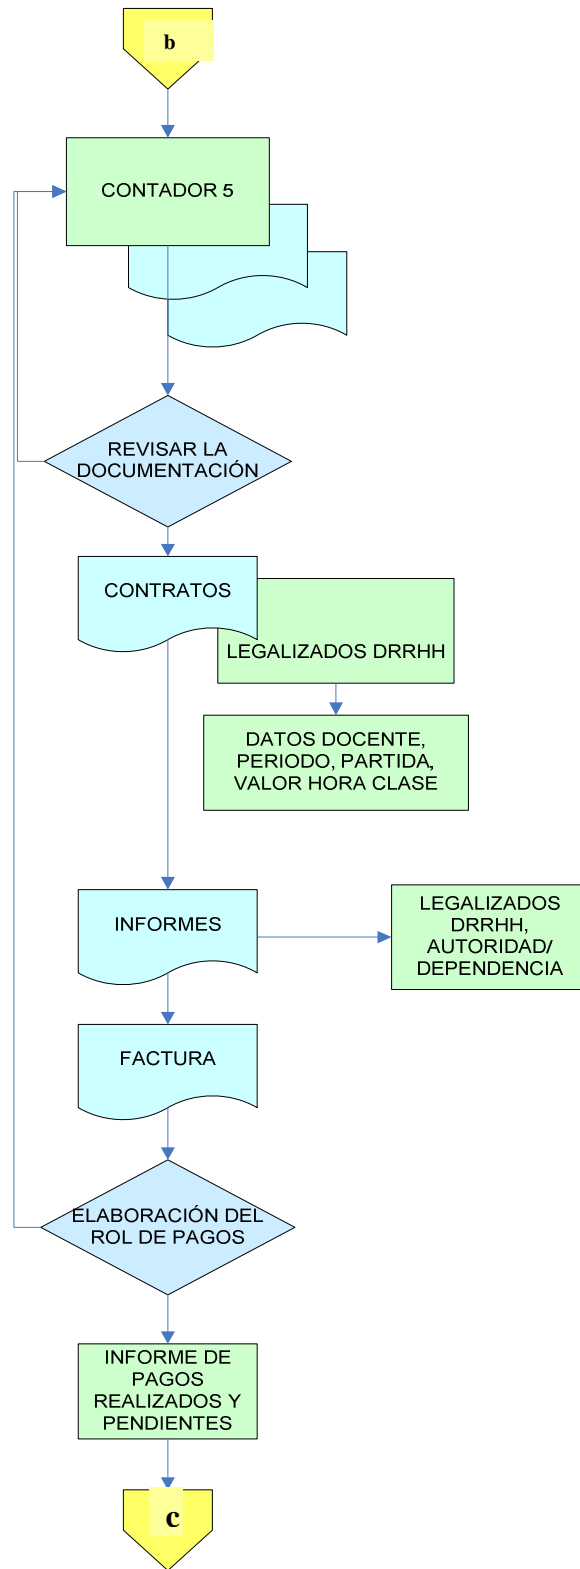 b
CONTADOR 5
REVISAR LA
DOCUMENTACIÓN
CONTRATOS
LEGALIZADOS DRRHH
DATOS DOCENTE,
PERIODO, PARTIDA,
VALOR HORA CLASE
INFORMES
LEGALIZADOS
DRRHH,
AUTORIDAD/
DEPENDENCIA
FACTURA
ELABORACIÓN DEL
ROL DE PAGOS
INFORME DE
PAGOS
REALIZADOS Y
PENDIENTES
c